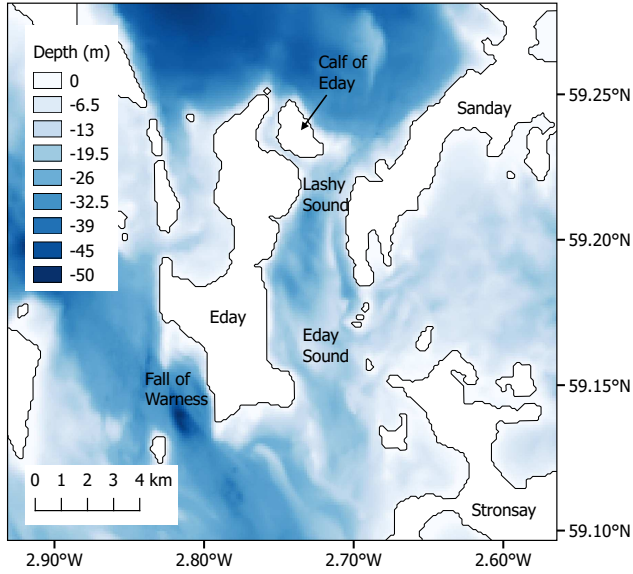 Depth (m)
0
-6.5
-13
-19.5
-26
-32.5
-39
-45
-50
Calf of
Eday
Sanday
Lashy
Sound
Eday
Eday
Sound
Fall of
Warness
Stronsay
0 1 2 3 4 km
59.25°N
59.20°N
59.15°N
59.10°N
2.90°W 2.80°W 2.70°W 2.60°W